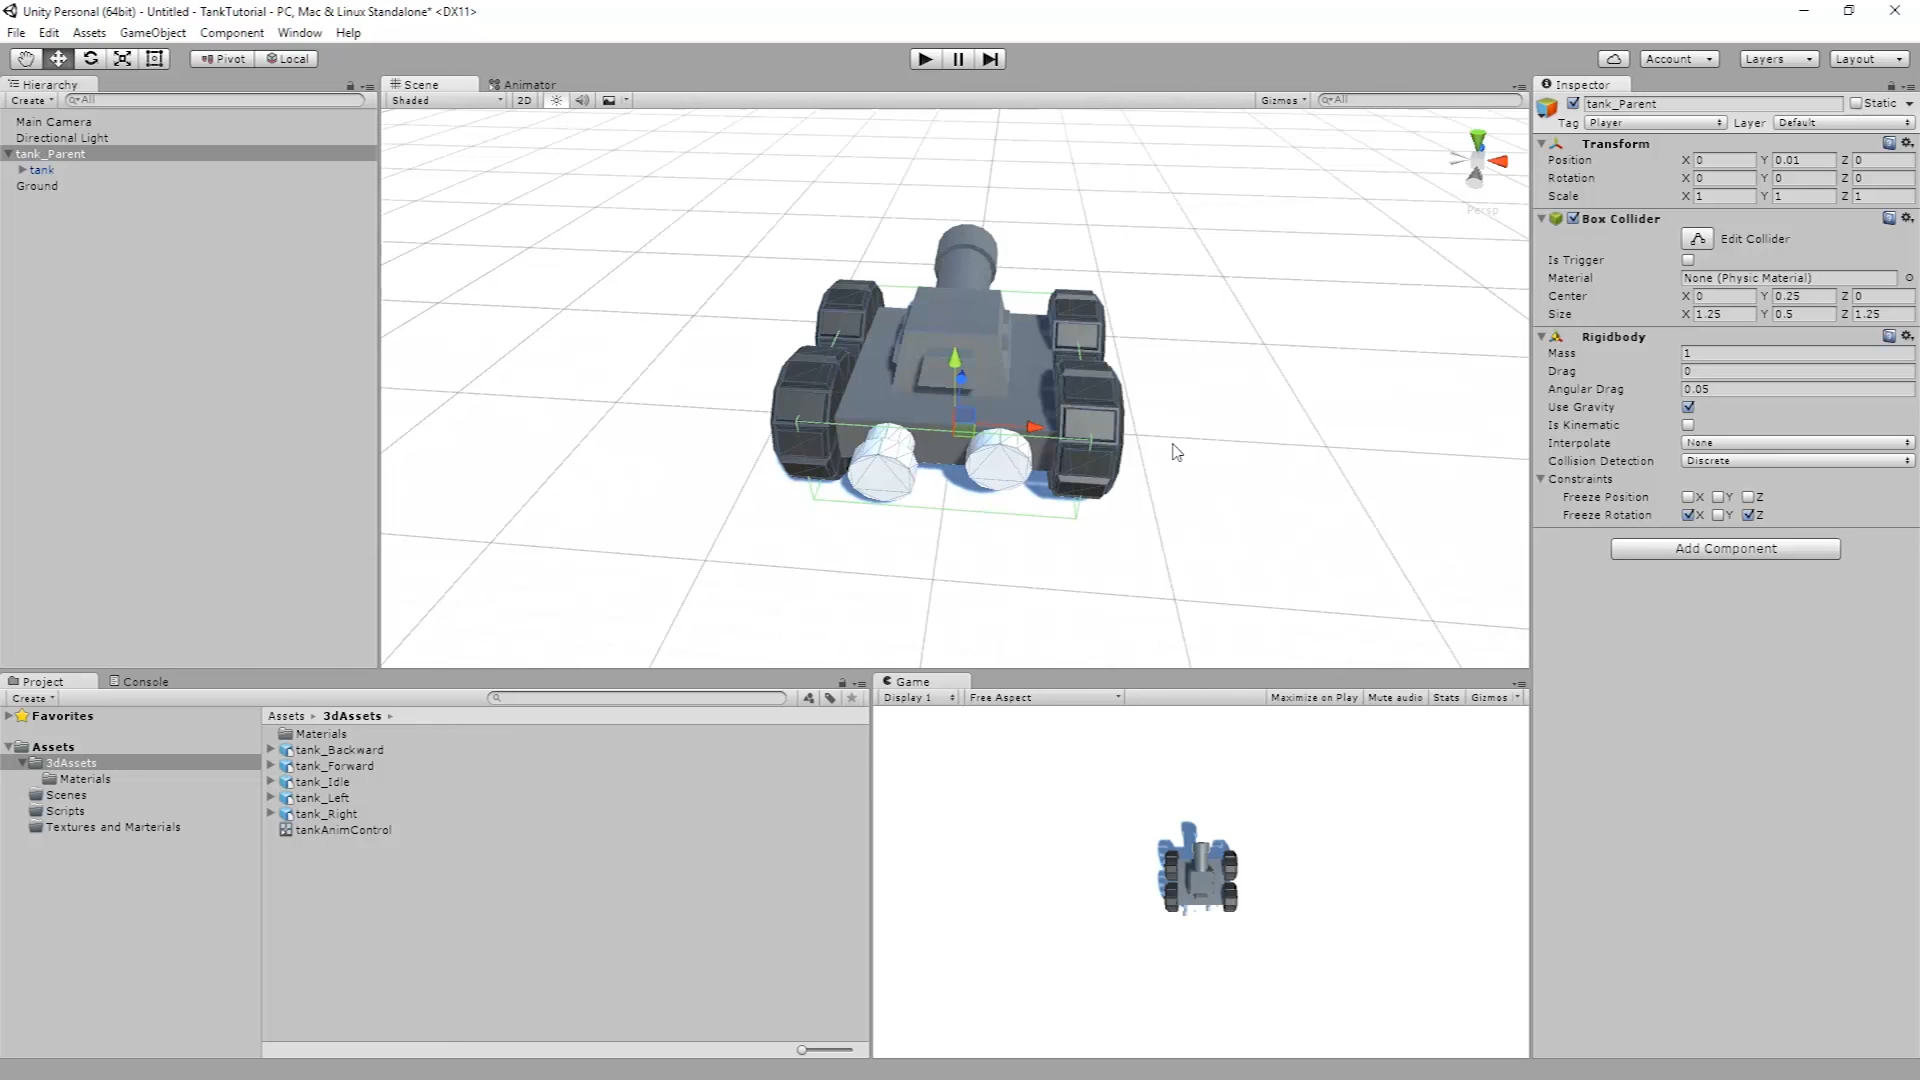 Unity Personal (64bit) - Untitled - TankTutorial - PC, Mac & Linux Standalone* <DX11>
File Edit Assets GameObject Component Window Help
Pivot Local Account Layers Layout
Hierarchy
Create All
Main Camera
Directional Light
tank_Parent
tank
Ground
Scene Animator
Shaded 2D Gizmos All
Persp
Inspector
tank_Parent Static
Tag Player Layer Default
Transform
Position X 0 Y 0.01 Z 0
Rotation X 0 Y 0 Z 0
Scale X 1 Y 1 Z 1
Box Collider
Edit Collider
Is Trigger
Material None (Physic Material)
Center X 0 Y 0.25 Z 0
Size X 1.25 Y 0.5 Z 1.25
Rigidbody
Mass 1
Drag 0
Angular Drag 0.05
Use Gravity
Is Kinematic
Interpolate None
Collision Detection Discrete
Constraints
Freeze Position X Y Z
Freeze Rotation X Y Z
Add Component
Project Console
Create
Favorites
Assets
3dAssets
Materials
Scenes
Scripts
Textures and Marterials
Assets 3dAssets
Materials
tank_Backward
tank_Forward
tank_Idle
tank_Left
tank_Right
tankAnimControl
Game
Display 1 Free Aspect Maximize on Play Mute audio Stats Gizmos